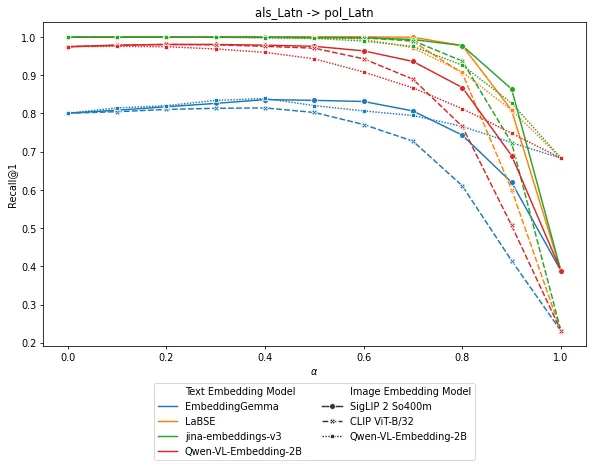 als_Latn -> pol_Latn
Recall@1
1.0
0.9
0.8
0.7
0.6
0.5
0.4
0.3
0.2
0.0 0.2 0.4 0.6 0.8 1.0
α
Text Embedding Model Image Embedding Model
EmbeddingGemma SigLIP 2 So400m
LaBSE CLIP ViT-B/32
jina-embeddings-v3 Qwen-VL-Embedding-2B
Qwen-VL-Embedding-2B